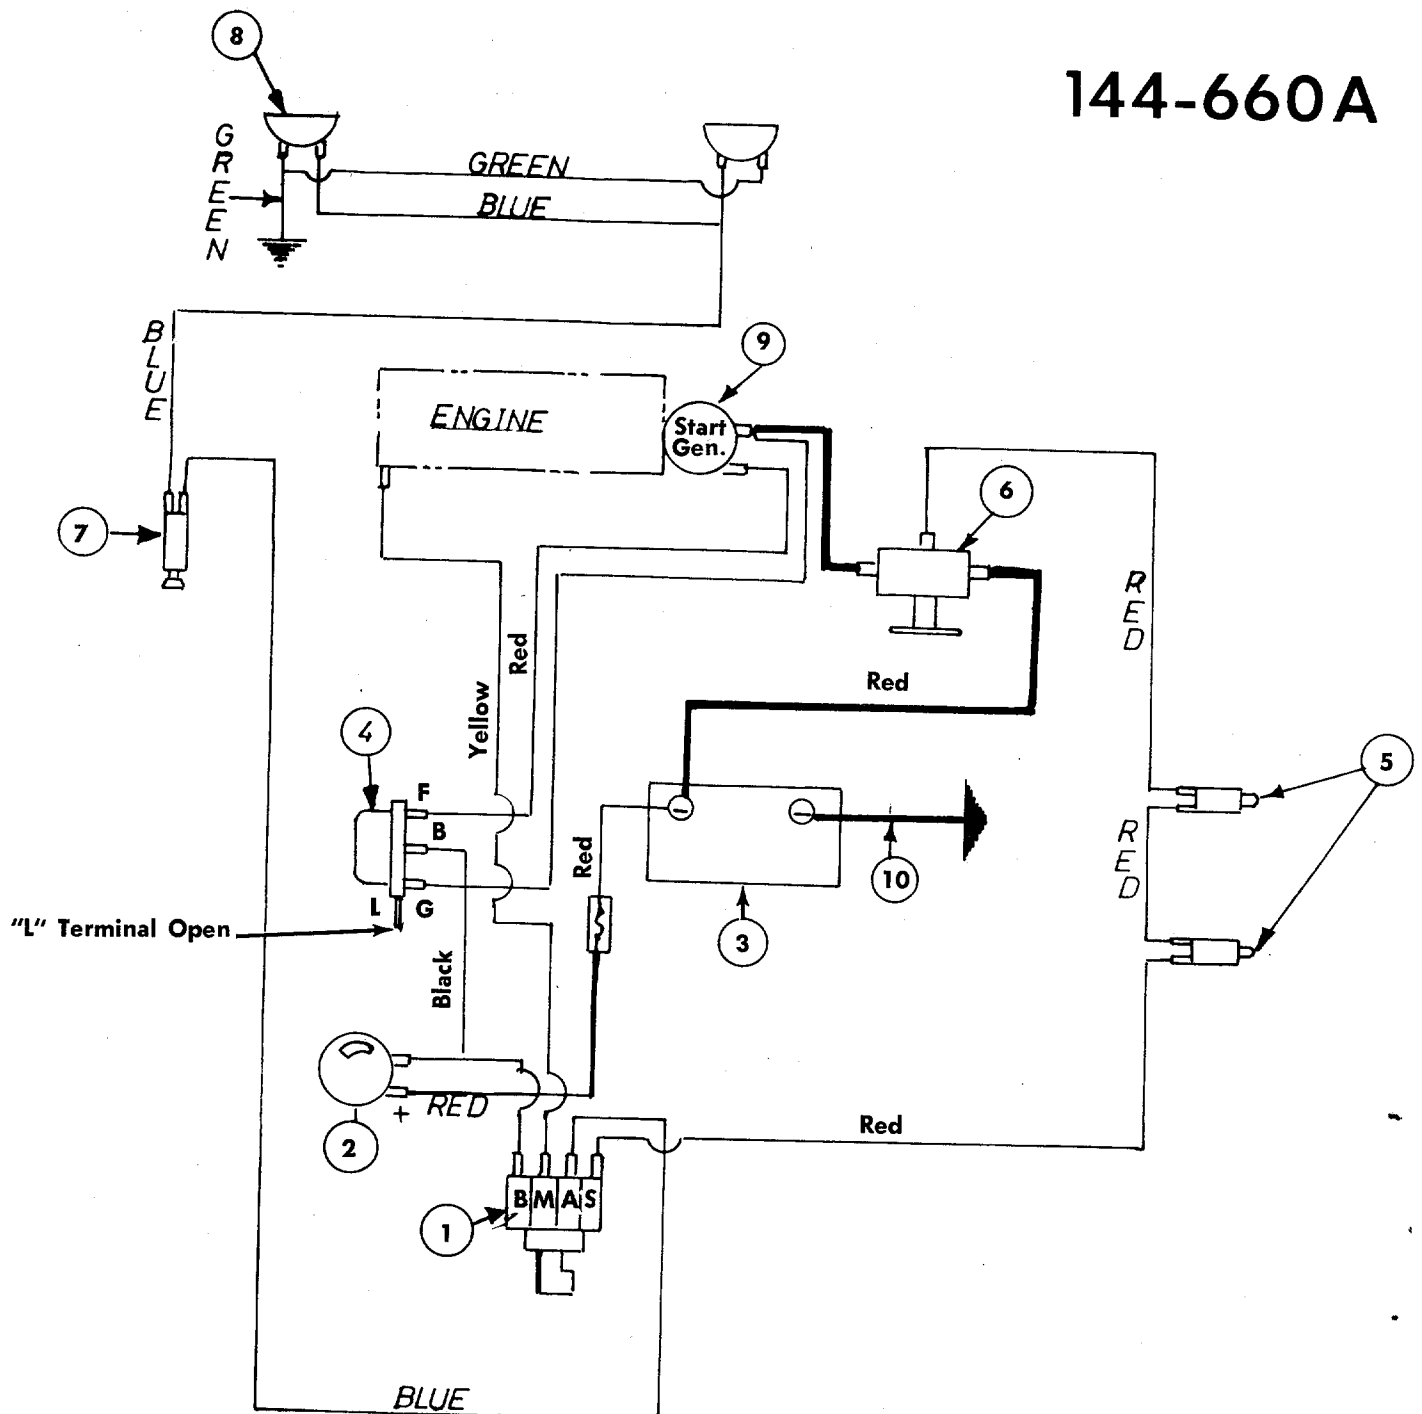 8
144-660A
GREEN
GREEN
BLUE
BLUE
9
ENGINE
Start
Gen.
6
7
RED
Red
Yellow
Red
4
5
F
B
RED
Red
10
L
G
"L" Terminal Open
3
Black
+ RED
Red
2
B M A S
1
BLUE